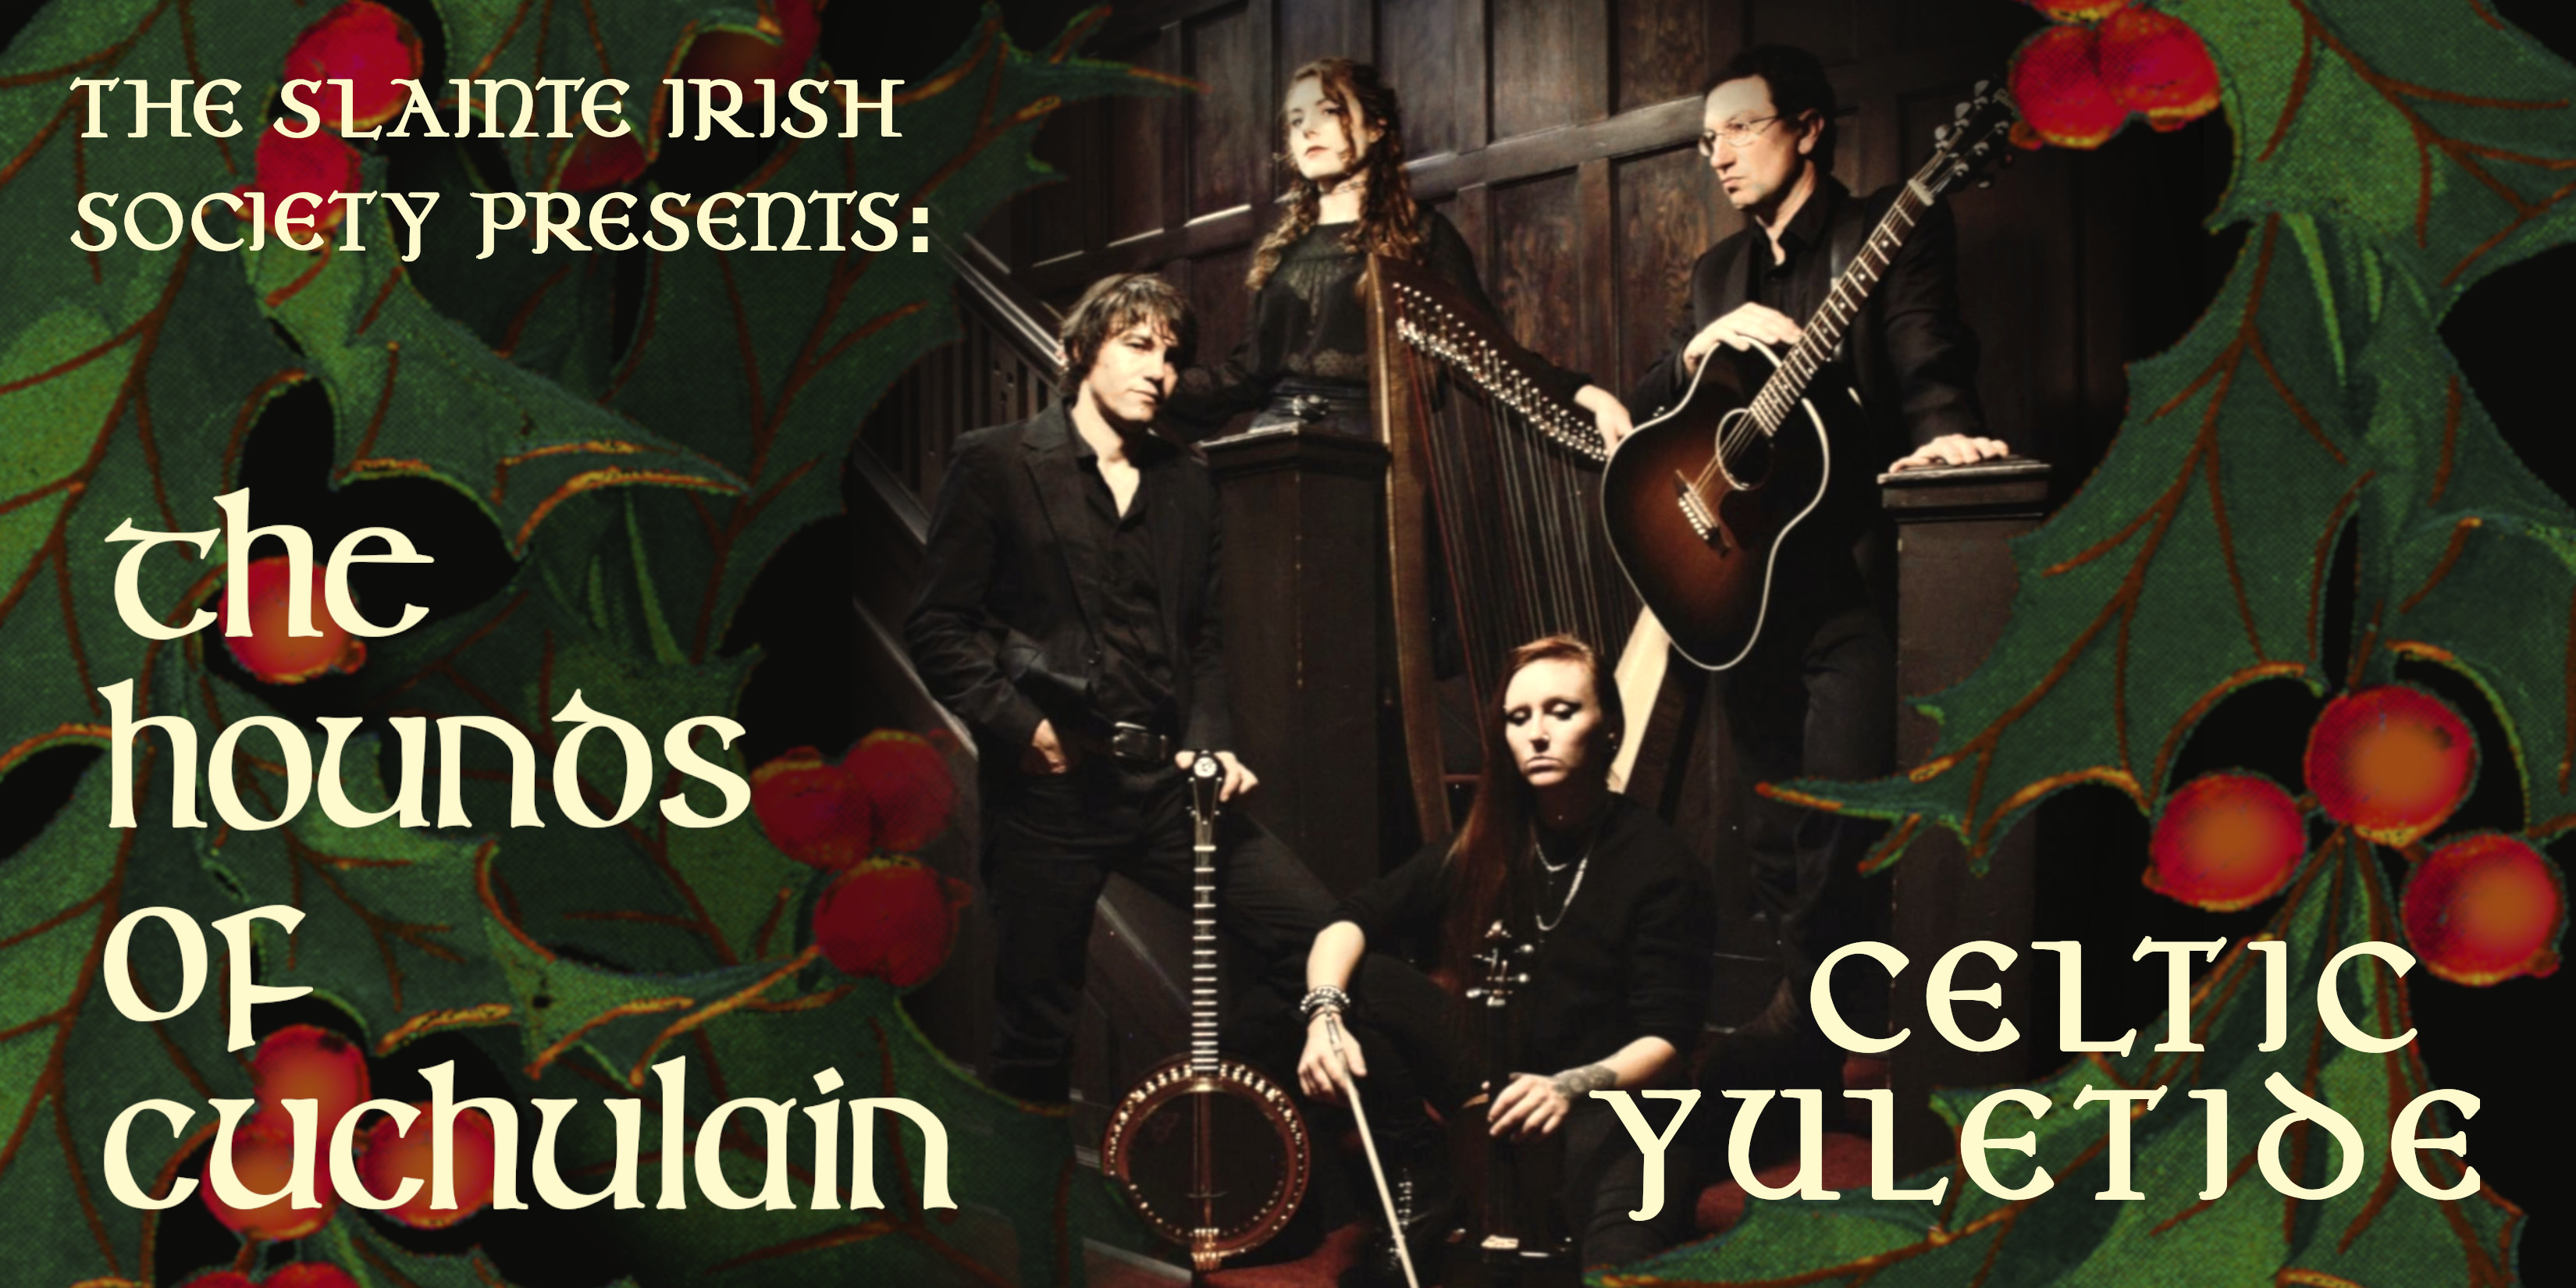 THE SLAINTE IRISH
SOCIETY PRESENTS:
the
hounds
of
cuchulain
CELTIC
YULETIDE